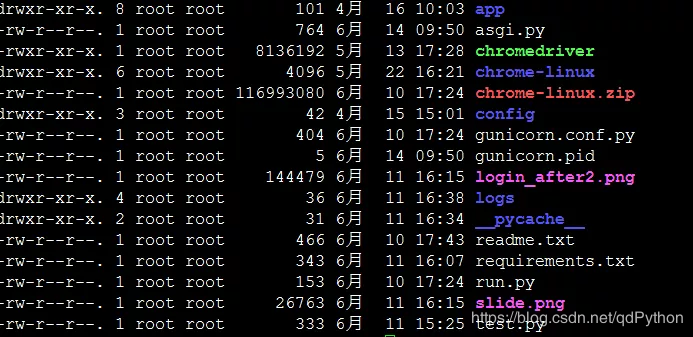 drwxr-xr-x. 8 root root 101 4月 16 10:03 app
-rw-r--r--. 1 root root 764 6月 14 09:50 asgi.py
-rwxr-xr-x. 1 root root 8136192 5月 13 17:28 chromedriver
drwxr-xr-x. 6 root root 4096 5月 22 16:21 chrome-linux
-rw-r--r--. 1 root root 116993080 6月 10 17:24 chrome-linux.zip
drwxr-xr-x. 3 root root 42 4月 15 15:01 config
-rw-r--r--. 1 root root 404 6月 10 17:24 gunicorn.conf.py
-rw-r--r--. 1 root root 5 6月 14 09:50 gunicorn.pid
-rw-r--r--. 1 root root 144479 6月 11 16:15 login_after2.png
drwxr-xr-x. 4 root root 36 6月 11 16:38 logs
drwxr-xr-x. 2 root root 31 6月 11 16:34 __pycache__
-rw-r--r--. 1 root root 466 6月 10 17:43 readme.txt
-rw-r--r--. 1 root root 343 6月 11 16:07 requirements.txt
-rw-r--r--. 1 root root 153 6月 10 17:24 run.py
-rw-r--r--. 1 root root 26763 6月 11 16:15 slide.png
-rw-r--r--. 1 root root 333 6月 11 15:25 test.py
https://blog.csdn.net/qdPython